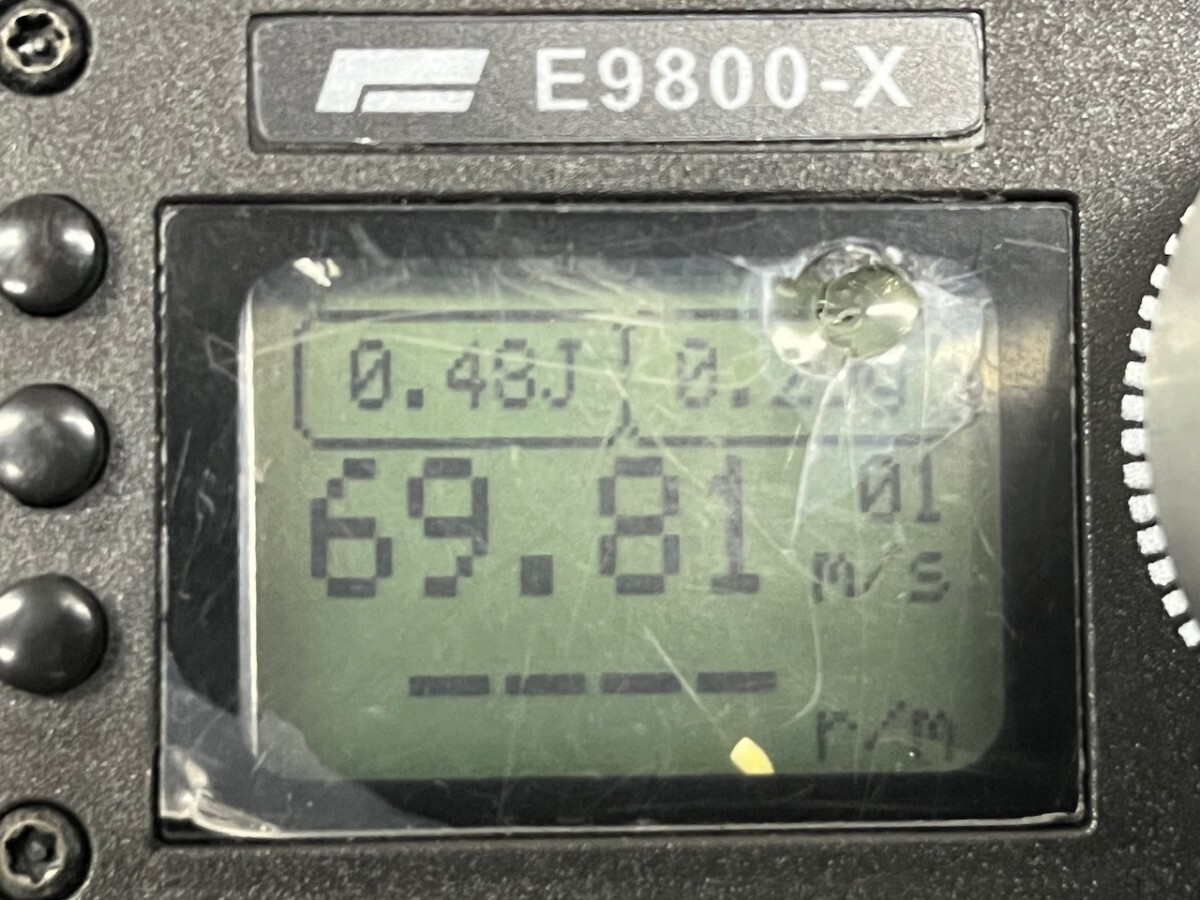 E9800-X
0.48J
69.81 01
m/s
----
r/m